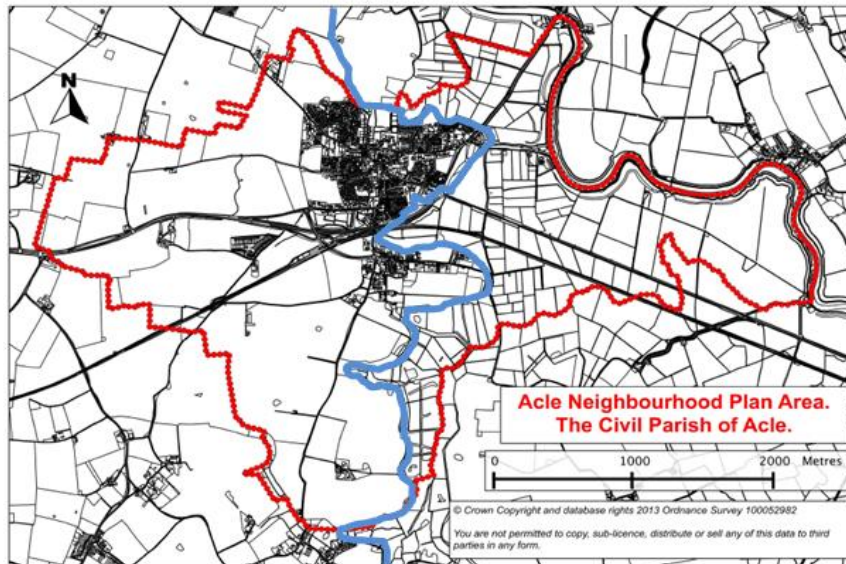 N
Acle Neighbourhood Plan Area.
The Civil Parish of Acle.
0 1000 2000 Metres
© Crown Copyright and database rights 2013 Ordnance Survey 100052982
You are not permitted to copy, sub-licence, distribute or sell any of this data to third
parties in any form.